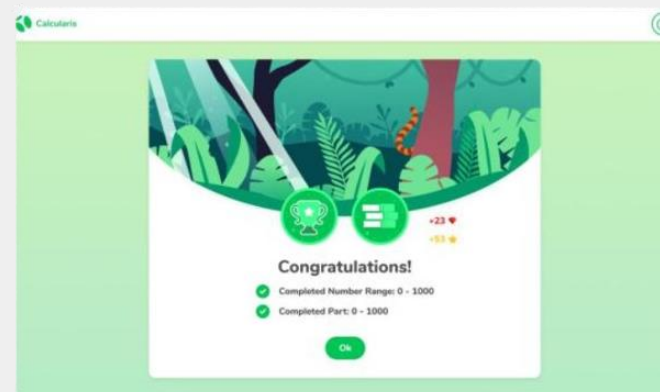 Calcularis
+23
+53
Congratulations!
Completed Number Range: 0 - 1000
Completed Part: 0 - 1000
Ok